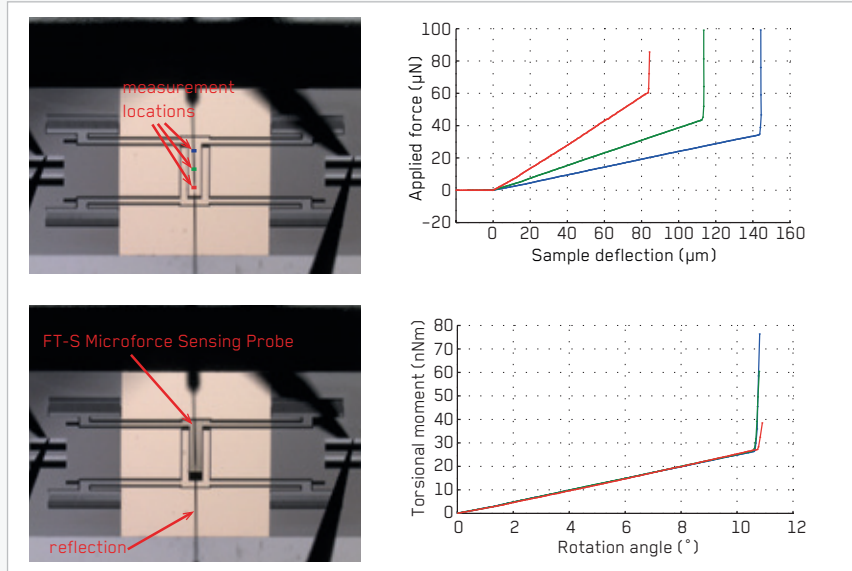 measurement
locations
Applied force (µN)
100
80
60
40
20
0
−20
0 20 40 60 80 100 120 140 160
Sample deflection (µm)
FT-S Microforce Sensing Probe
reflection
Torsional moment (nNm)
80
70
60
50
40
30
20
10
0
0 2 4 6 8 10 12
Rotation angle (°)